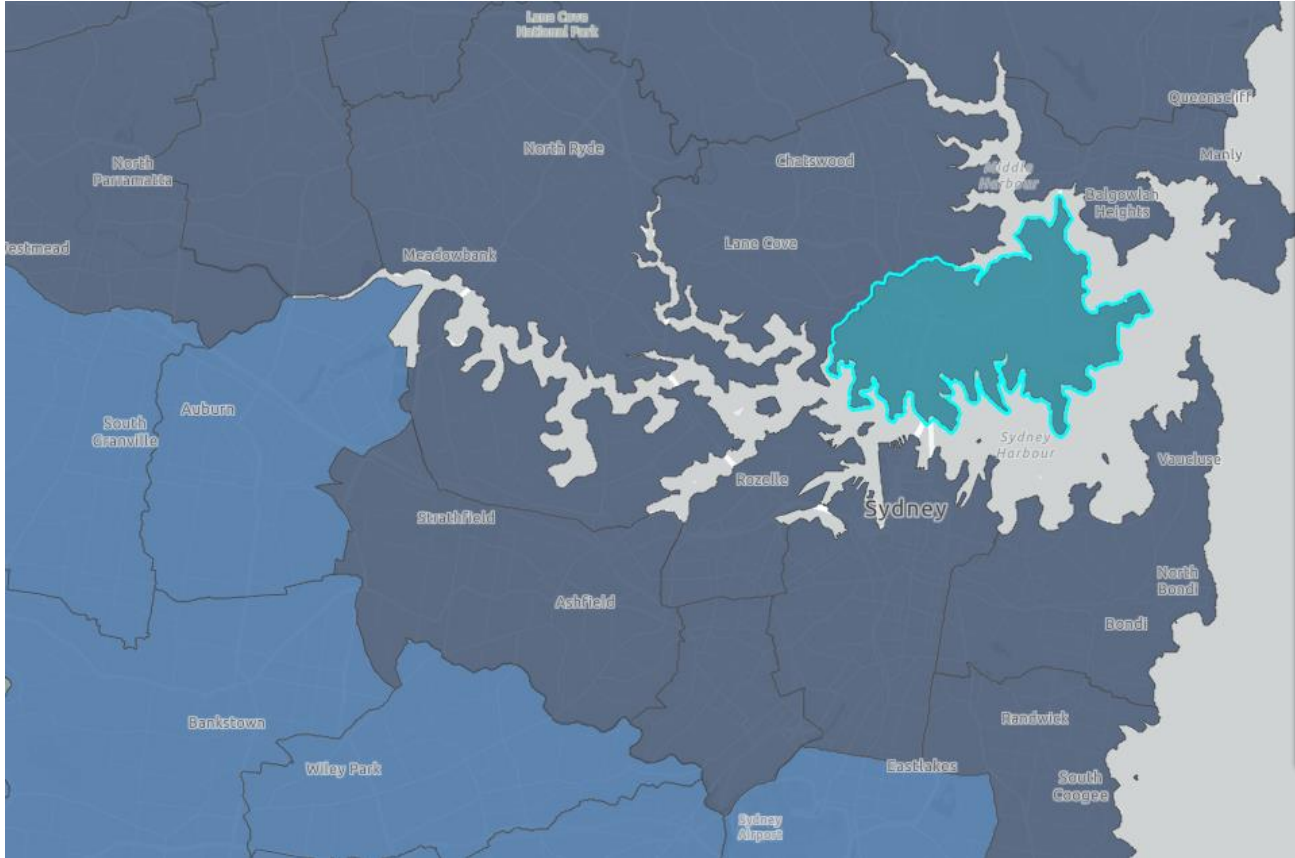 Lane Cove
National Park
Queenscliff
North Ryde
Chatswood
Manly
North
Parramatta
Middle
Harbour
Balgowlah
Heights
Westmead
Meadowbank
Lane Cove
South
Granville
Auburn
Sydney
Harbour
Vaucluse
Rozelle
Sydney
Strathfield
North
Bondi
Ashfield
Bondi
Bankstown
Randwick
Wiley Park
Eastlakes
South
Coogee
Sydney
Airport